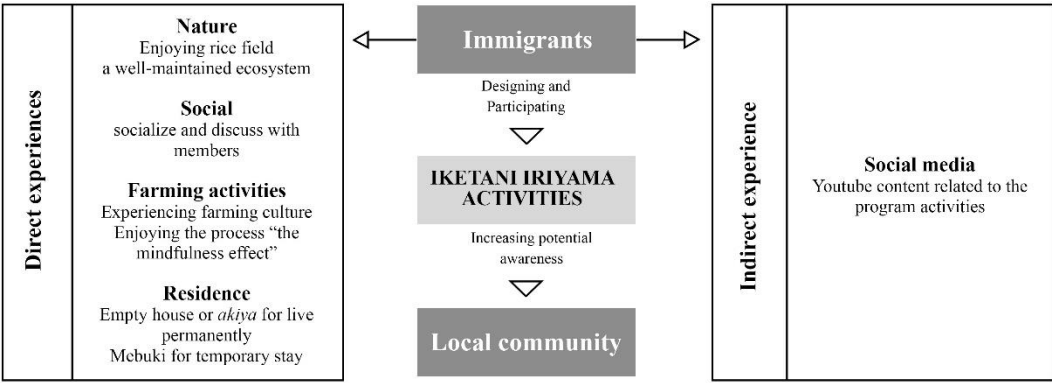 Direct experiences
Nature
Enjoying rice field
a well-maintained ecosystem
Social
socialize and discuss with
members
Farming activities
Experiencing farming culture
Enjoying the process “the
mindfulness effect”
Residence
Empty house or akiya for live
permanently
Mebuki for temporary stay
Immigrants
Designing and
Participating
IKETANI IRIYAMA
ACTIVITIES
Increasing potential
awareness
Local community
Indirect experience
Social media
Youtube content related to the
program activities